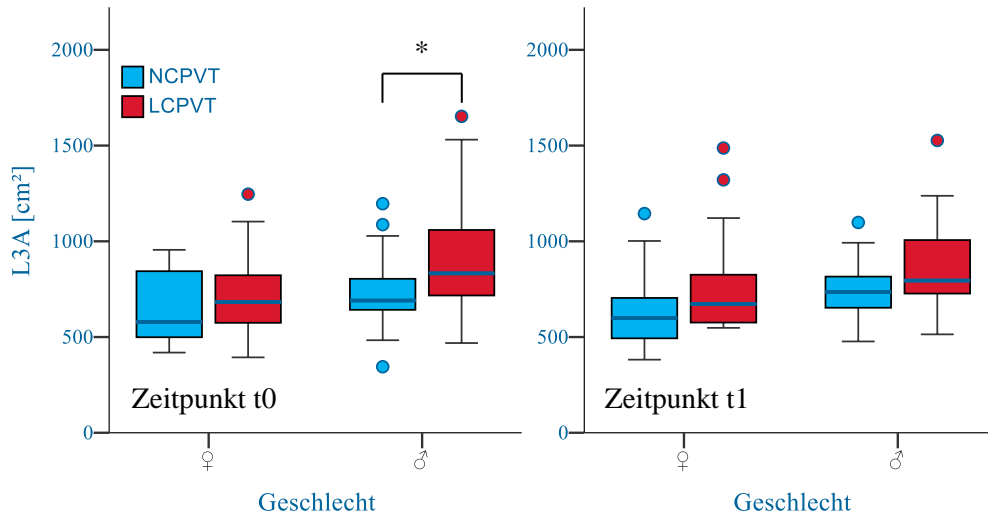 2000
1500
1000
500
0
L3A [cm²]
NCPVT
LCPVT
*
Zeitpunkt t0
♀
♂
Geschlecht
2000
1500
1000
500
0
Zeitpunkt t1
♀
♂
Geschlecht